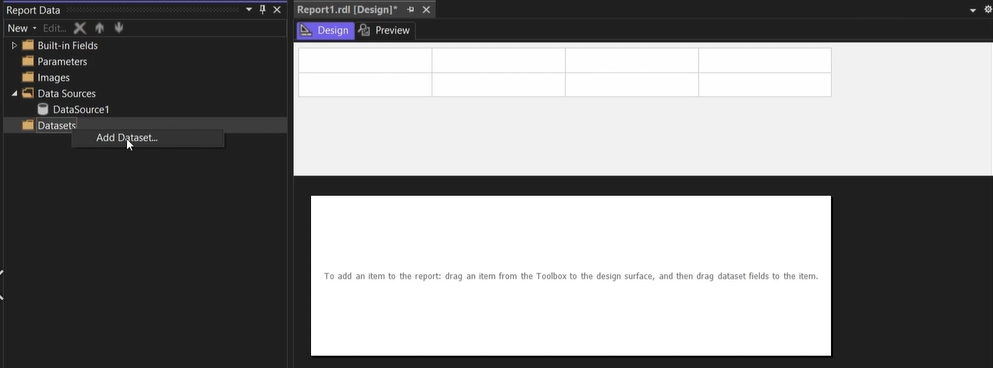 Report Data
New Edit...
Built-in Fields
Parameters
Images
Data Sources
DataSource1
Datasets
Add Dataset...
Report1.rdl [Design]*
Design Preview
To add an item to the report: drag an item from the Toolbox to the design surface, and then drag dataset fields to the item.